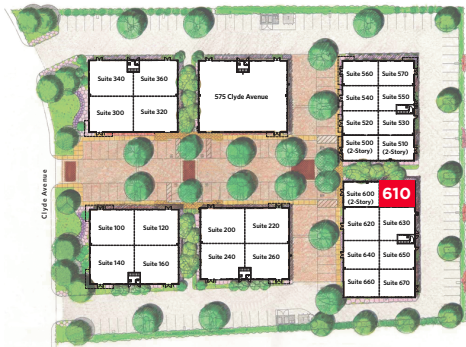 Suite 340 Suite 360
Suite 300 Suite 320
575 Clyde Avenue
Suite 560 Suite 570
Suite 540 Suite 550
Suite 520 Suite 530
Suite 500 Suite 510
(2-Story) (2-Story)
Clyde Avenue
Suite 600 610
(2-Story)
Suite 620 Suite 630
Suite 640 Suite 650
Suite 660 Suite 670
Suite 100 Suite 120
Suite 140 Suite 160
Suite 200 Suite 220
Suite 240 Suite 260